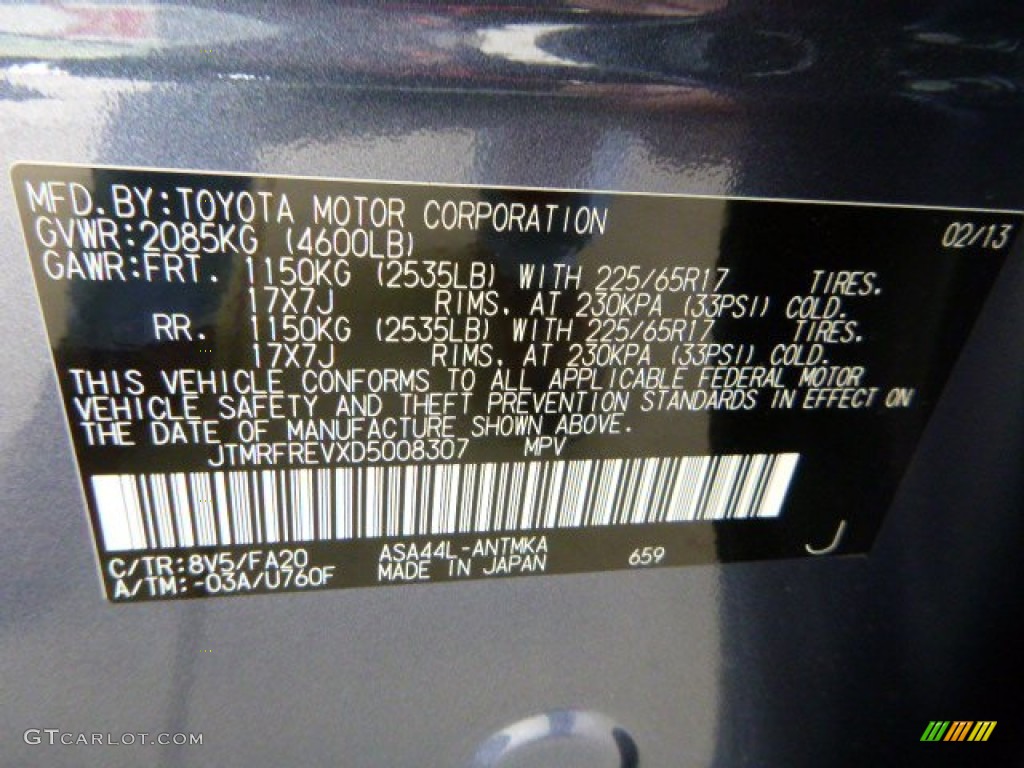 MFD.BY:TOYOTA MOTOR CORPORATION 02/13
GVWR:2085KG (4600LB)
GAWR:FRT. 1150KG (2535LB) WITH 225/65R17 TIRES.
17X7J RIMS, AT 230KPA (33PSI) COLD.
RR. 1150KG (2535LB) WITH 225/65R17 TIRES.
17X7J RIMS, AT 230KPA (33PSI) COLD.
THIS VEHICLE CONFORMS TO ALL APPLICABLE FEDERAL MOTOR
VEHICLE SAFETY AND THEFT PREVENTION STANDARDS IN EFFECT ON
THE DATE OF MANUFACTURE SHOWN ABOVE.
JTMRFREVXD5008307 MPV
C/TR:8V5/FA20 ASA44L-ANTMKA 659 J
A/TM:-03A/U760F MADE IN JAPAN
GTCARLOT.COM